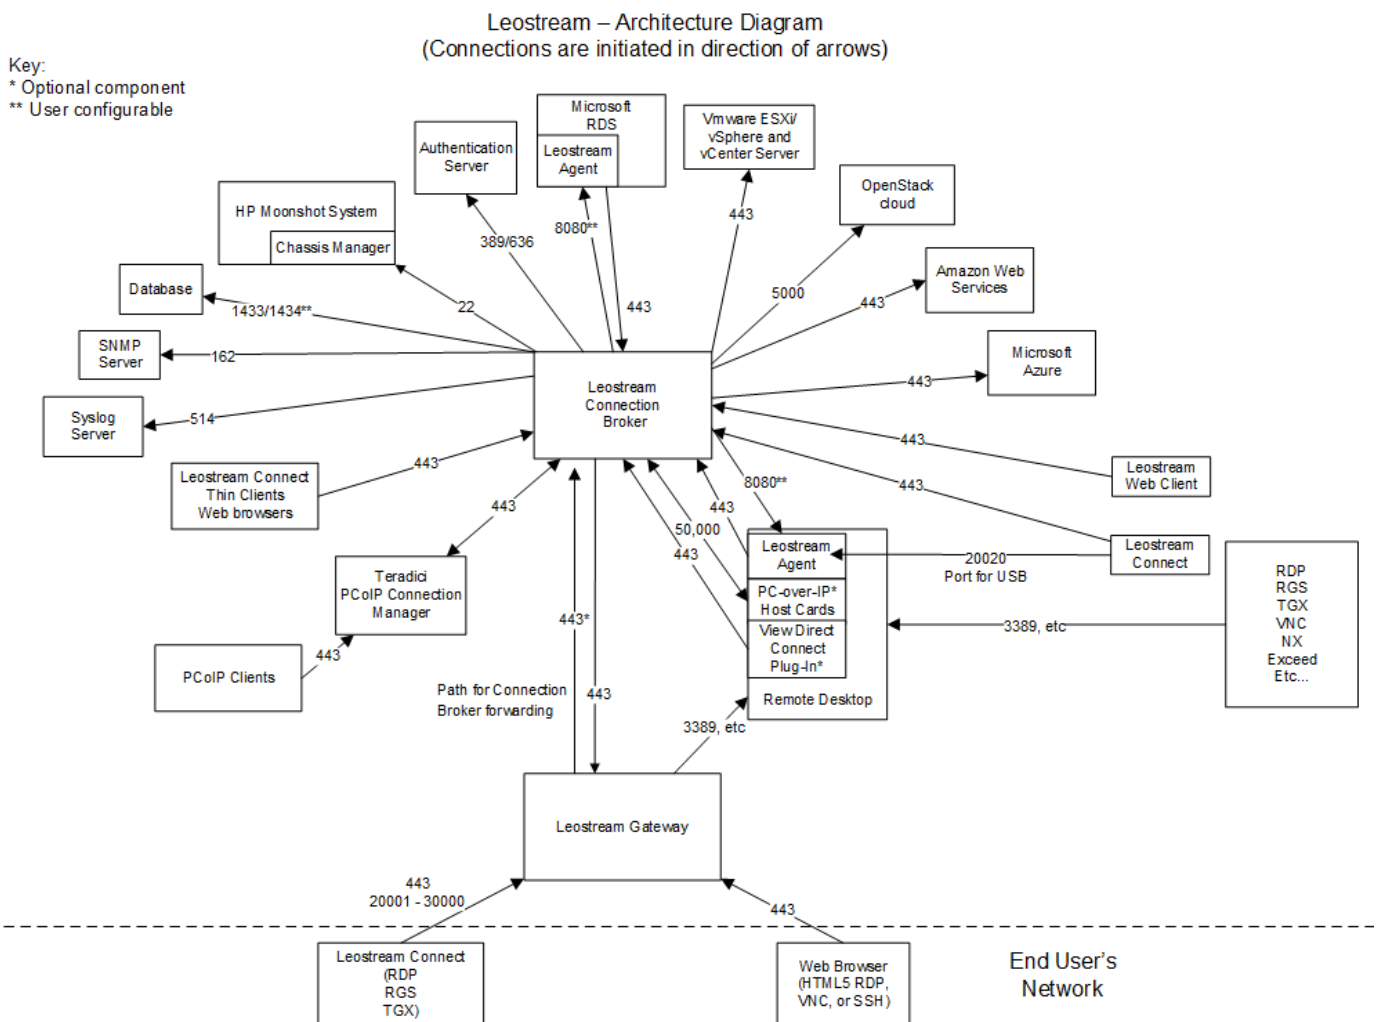 Leostream – Architecture Diagram
(Connections are initiated in direction of arrows)
Key:
* Optional component
** User configurable
Microsoft
RDS
Leostream
Agent
Vmware ESXi/
vSphere and
vCenter Server
Authentication
Server
OpenStack
cloud
HP Moonshot System
Chassis Manager
443
8080**
389/636
Amazon Web
Services
Database
5000
443
1433/1434**
22
443
SNMP
Server
162
Microsoft
Azure
443
Leostream
Connection
Broker
Syslog
Server
514
443
443
Leostream Connect
Thin Clients
Web browsers
Leostream
Web Client
8080**
443
443
443
50,000
443
Leostream
Agent
20020
Port for USB
Leostream
Connect
Teradici
PCoIP Connection
Manager
PC-over-IP*
Host Cards
RDP
RGS
TGX
VNC
NX
Exceed
Etc...
443*
3389, etc
View Direct
Connect
Plug-In*
443
PCoIP Clients
Path for Connection
Broker forwarding
443
Remote Desktop
3389, etc
Leostream Gateway
443
20001 - 30000
443
Leostream Connect
(RDP
RGS
TGX)
Web Browser
(HTML5 RDP,
VNC, or SSH)
End User's
Network